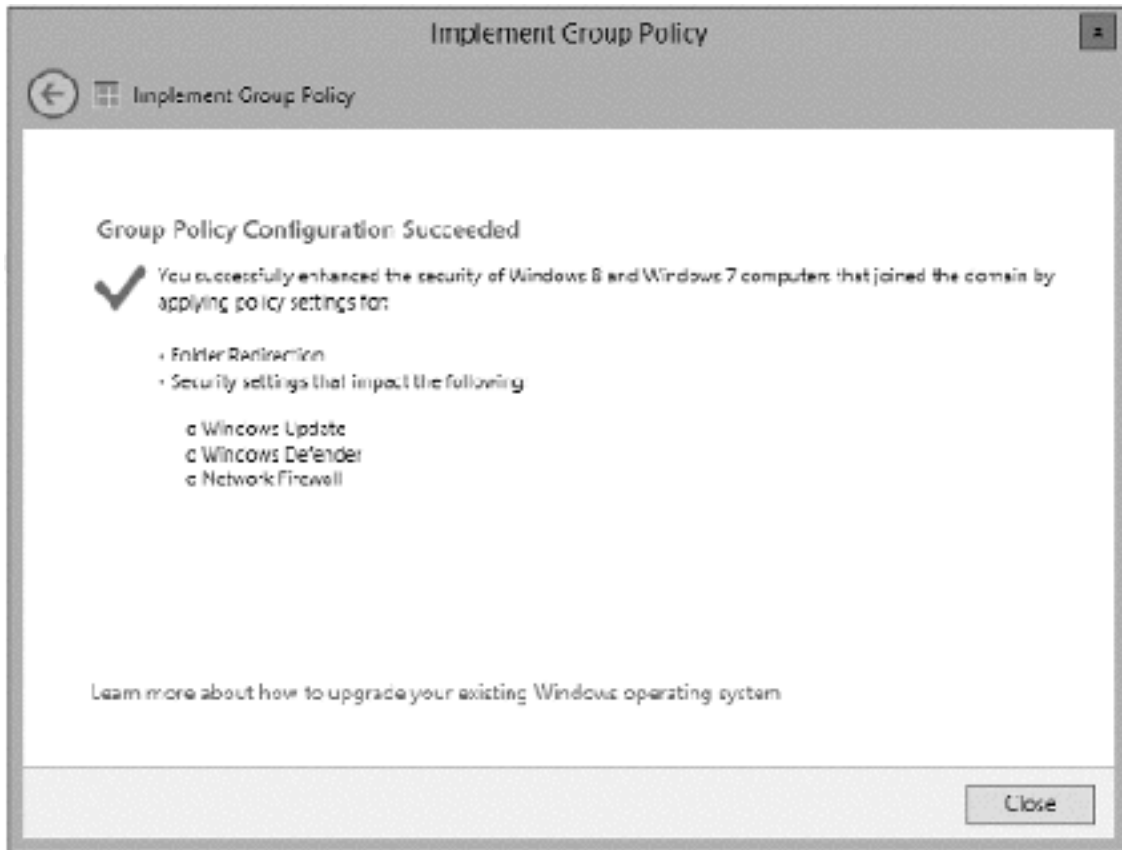 Implement Group Policy
Implement Group Policy
Group Policy Configuration Succeeded
You successfully enhanced the security of Windows 8 and Windows 7 computers that joined the domain by
applying policy settings for:
• Folder Redirection
• Security settings that impact the following
o Windows Update
o Windows Defender
o Network Firewall
Learn more about how to upgrade your existing Windows operating system
Close